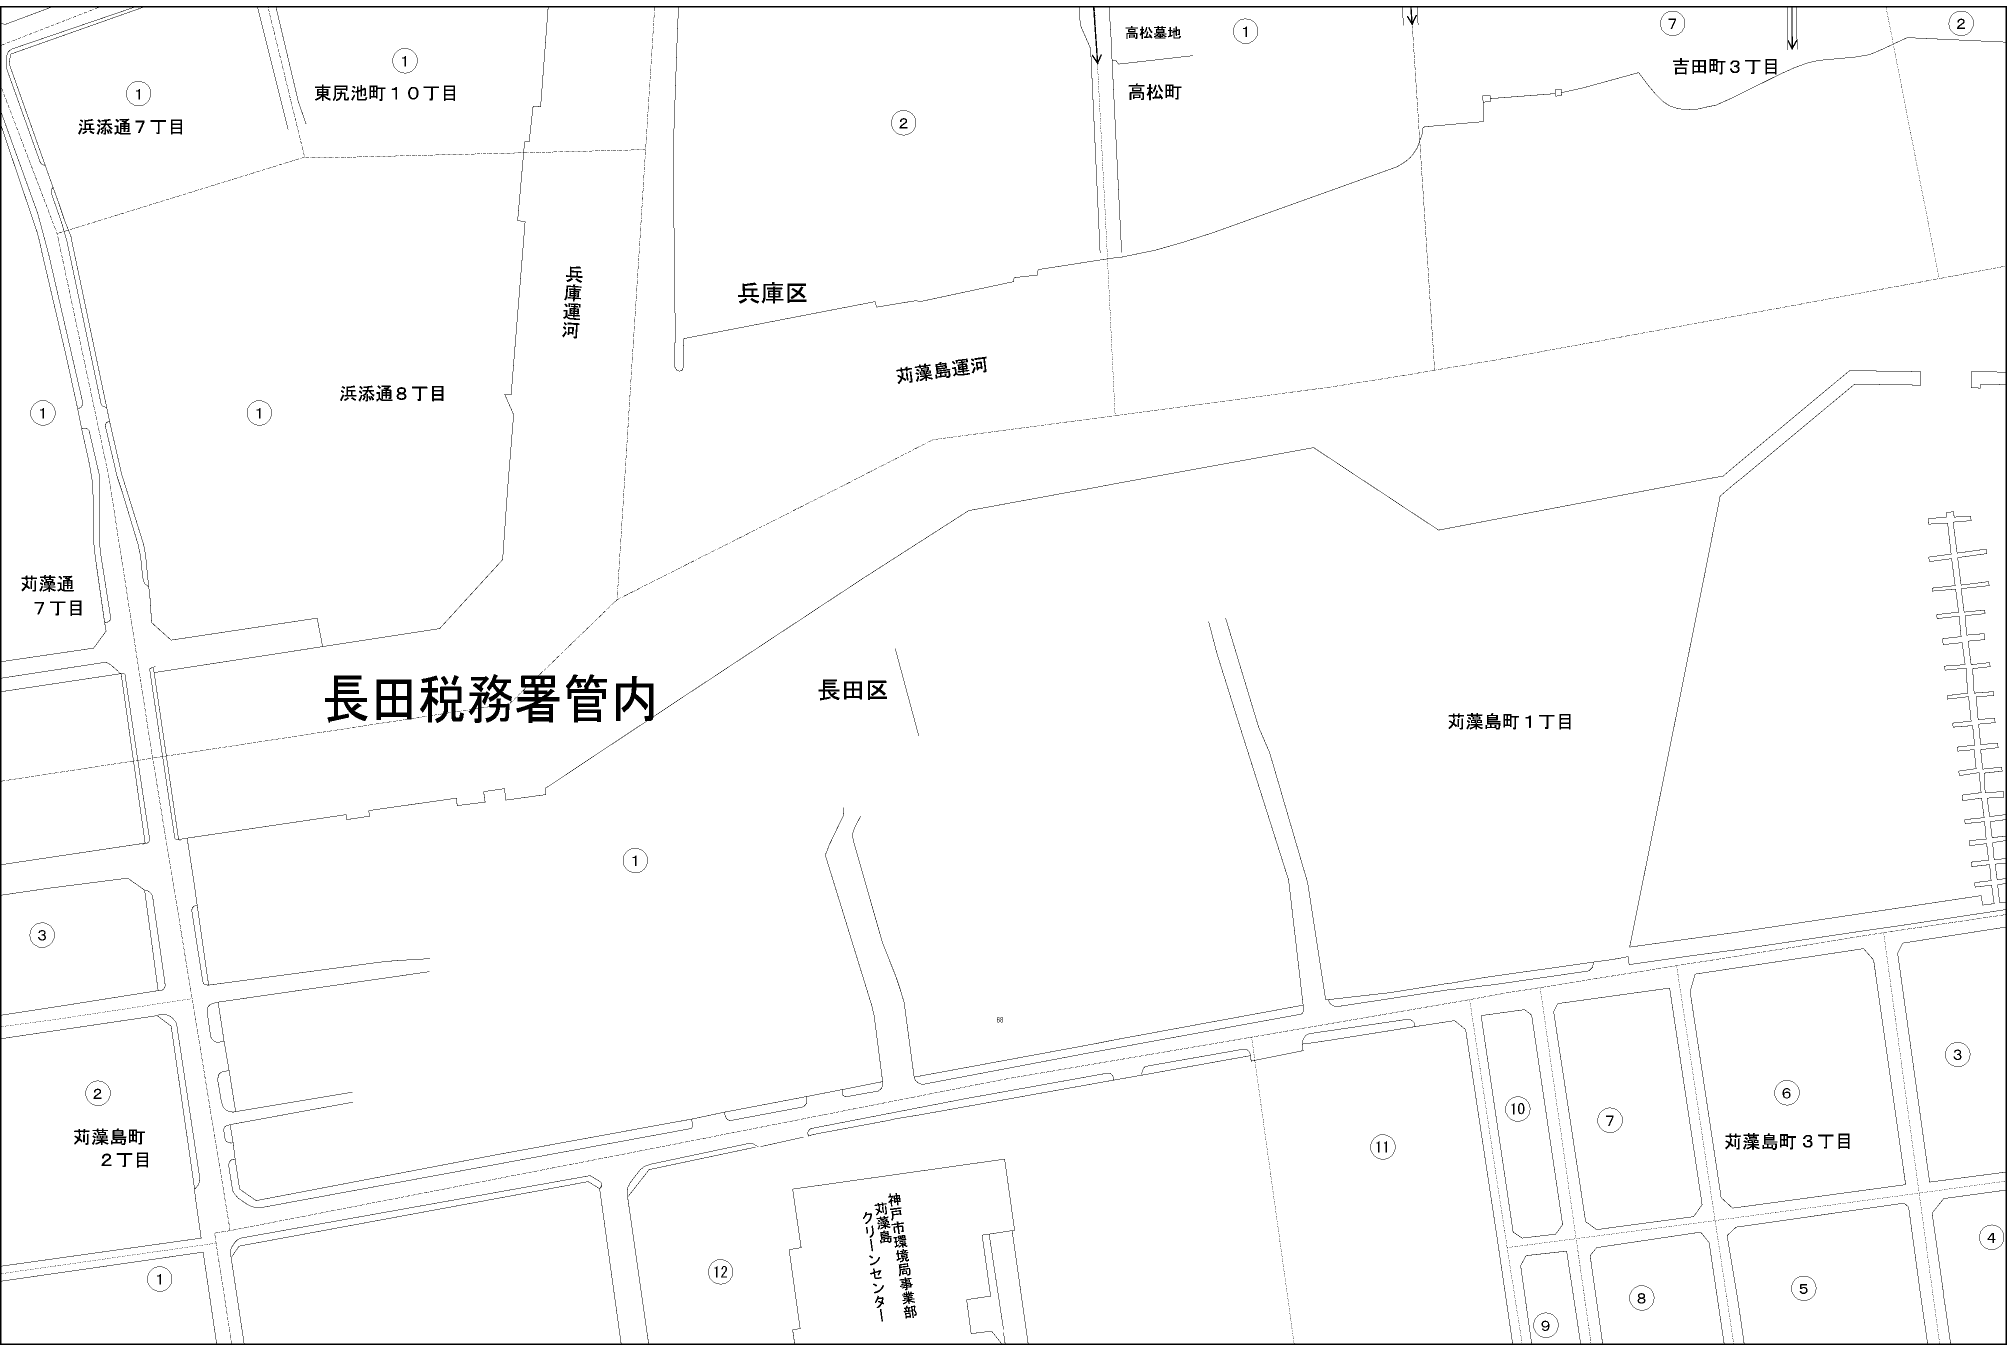 高松墓地
①
⑦
②
①
東尻池町１０丁目
吉田町３丁目
①
浜添通７丁目
高松町
②
兵庫運河
兵庫区
苅藻島運河
浜添通８丁目
①
①
苅藻通
７丁目
長田税務署管内
長田区
苅藻島町１丁目
①
③
68
②
苅藻島町
２丁目
①
⑪
⑩
⑦
⑥
③
苅藻島町３丁目
神戸市環境局事業部
苅藻島
クリーンセンター
⑫
④
⑤
⑧
⑨